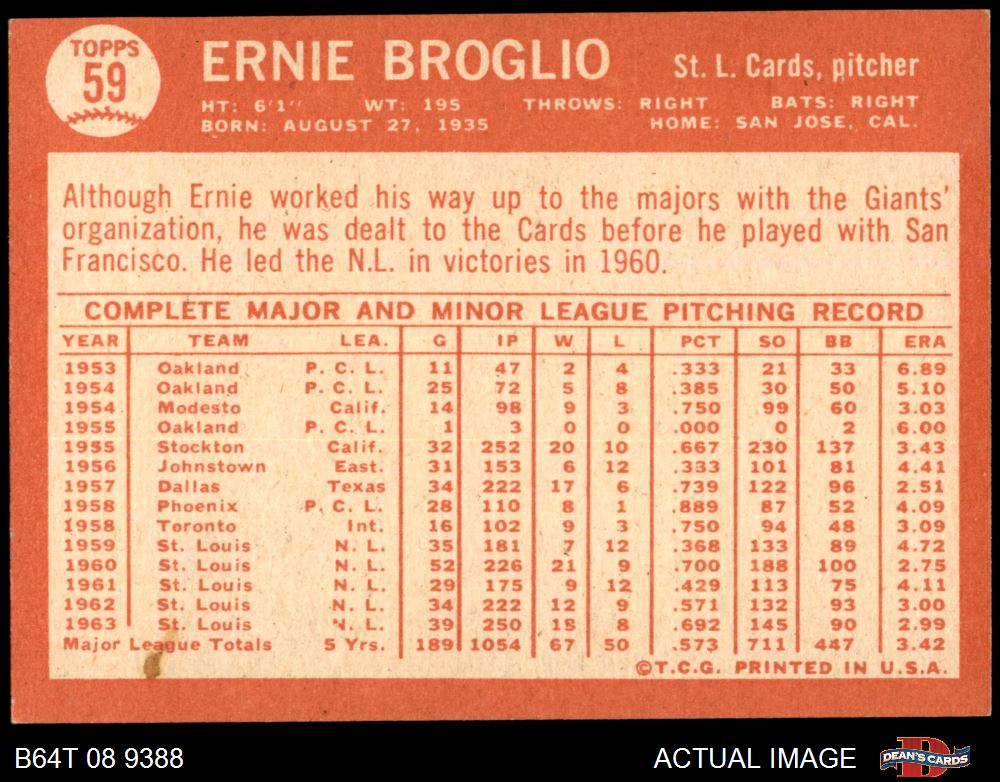 TOPPS
59
ERNIE BROGLIO St. L. Cards, pitcher
HT: 6'1" WT: 195 THROWS: RIGHT BATS: RIGHT
BORN: AUGUST 27, 1935 HOME: SAN JOSE, CAL.
Although Ernie worked his way up to the majors with the Giants'
organization, he was dealt to the Cards before he played with San
Francisco. He led the N.L. in victories in 1960.
COMPLETE MAJOR AND MINOR LEAGUE PITCHING RECORD
YEAR TEAM LEA. G IP W L PCT SO BB ERA
1953 Oakland P. C. L. 11 47 2 4 .333 21 33 6.89
1954 Oakland P. C. L. 25 72 5 8 .385 30 50 5.10
1954 Modesto Calif. 14 98 9 3 .750 99 60 3.03
1955 Oakland P. C. L. 1 3 0 0 .000 0 2 6.00
1955 Stockton Calif. 32 252 20 10 .667 230 137 3.43
1956 Johnstown East. 31 153 6 12 .333 101 81 4.41
1957 Dallas Texas 34 222 17 6 .739 122 96 2.51
1958 Phoenix P. C. L. 28 110 8 1 .889 87 52 4.09
1958 Toronto Int. 16 102 9 3 .750 94 48 3.09
1959 St. Louis N. L. 35 181 7 12 .368 133 89 4.72
1960 St. Louis N. L. 52 226 21 9 .700 188 100 2.75
1961 St. Louis N. L. 29 175 9 12 .429 113 75 4.11
1962 St. Louis N. L. 34 222 12 9 .571 132 93 3.00
1963 St. Louis N. L. 39 250 18 8 .692 145 90 2.99
Major League Totals 5 Yrs. 189 1054 67 50 .573 711 447 3.42
©T.C.G. PRINTED IN U.S.A.
B64T 08 9388 ACTUAL IMAGE DEAN'S CARDS